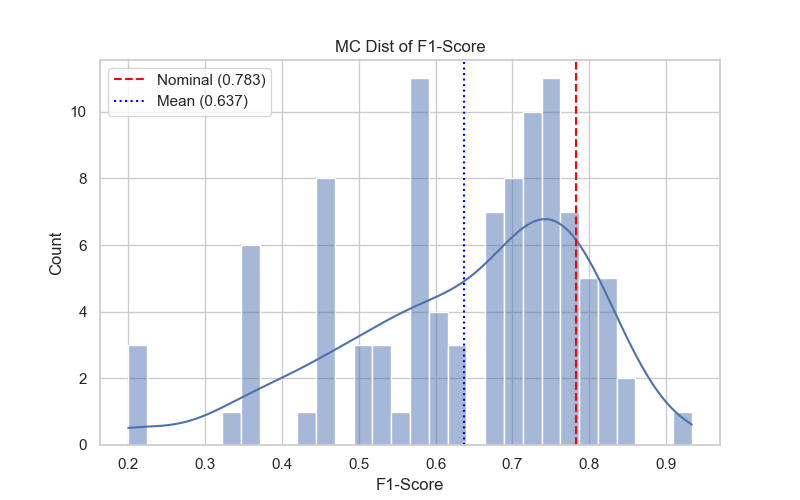 MC Dist of F1-Score
Nominal (0.783)
Mean (0.637)
Count
10
8
6
4
2
0
0.2 0.3 0.4 0.5 0.6 0.7 0.8 0.9
F1-Score